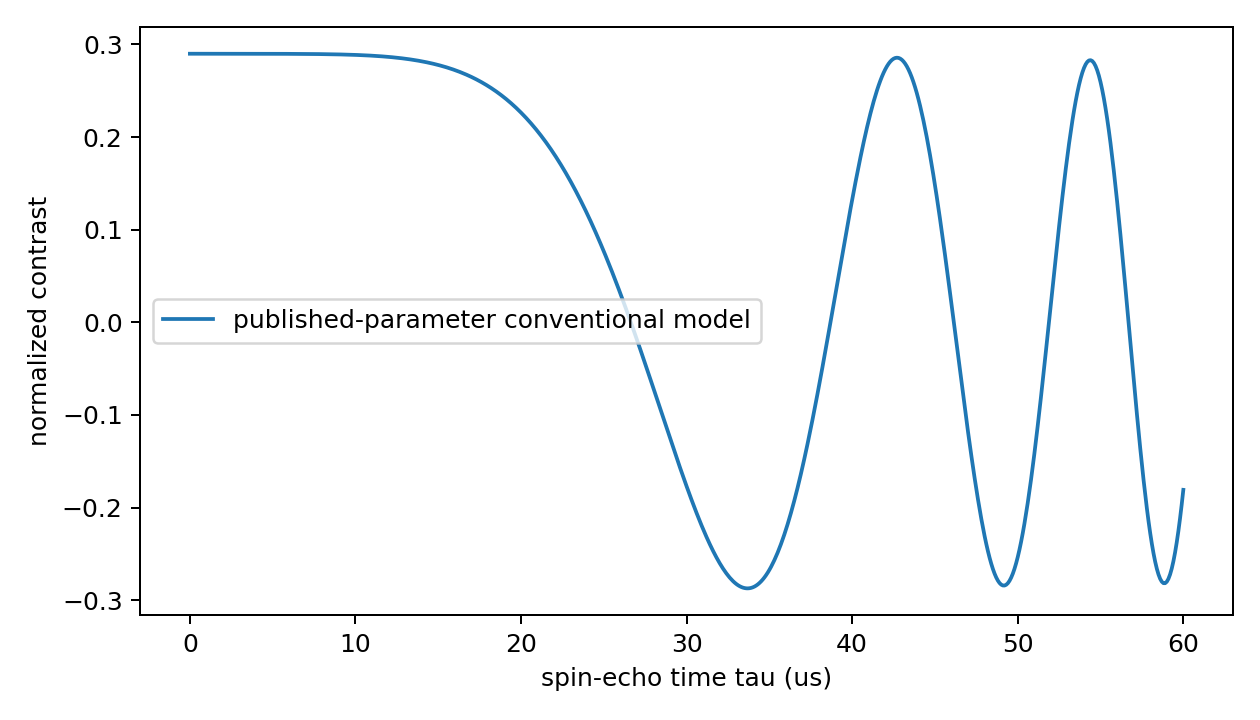 0.3
0.2
0.1
0.0
−0.1
−0.2
−0.3
normalized contrast
published-parameter conventional model
0 10 20 30 40 50 60
spin-echo time tau (us)